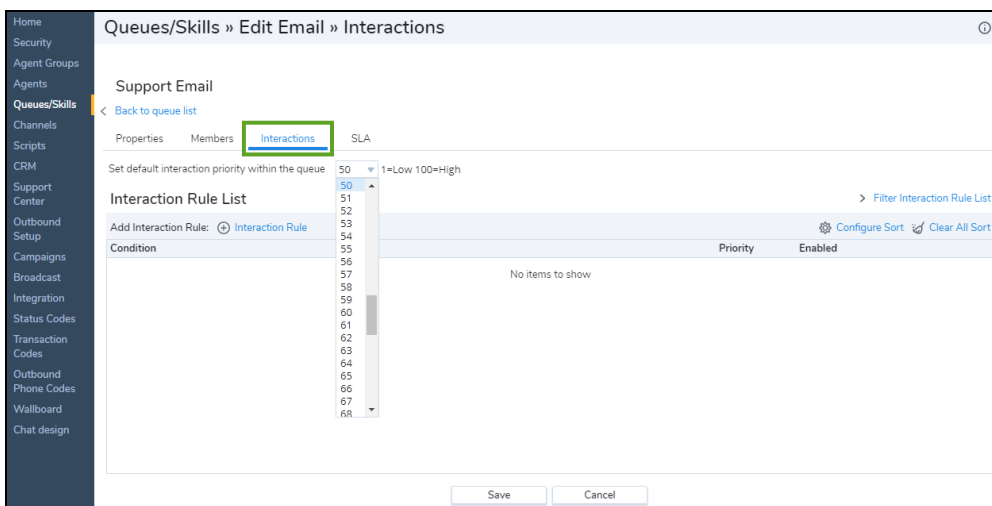 Home
Security
Agent Groups
Agents
Queues/Skills
Channels
Scripts
CRM
Support
Center
Outbound
Setup
Campaigns
Broadcast
Integration
Status Codes
Transaction
Codes
Outbound
Phone Codes
Wallboard
Chat design
Queues/Skills » Edit Email » Interactions
Support Email
< Back to queue list
Properties Members Interactions SLA
Set default interaction priority within the queue 50 1=Low 100=High
50
51
52
53
54
55
56
57
58
59
60
61
62
63
64
65
66
67
68
Interaction Rule List > Filter Interaction Rule List
Add Interaction Rule: Interaction Rule Configure Sort Clear All Sort
Condition Priority Enabled
No items to show
Save Cancel